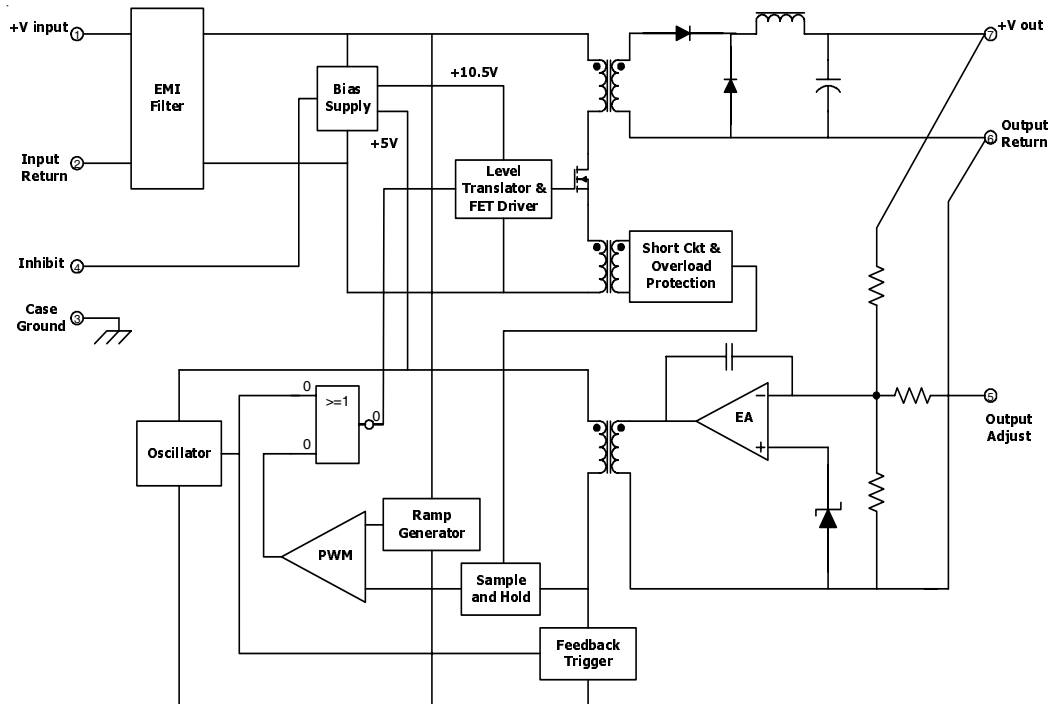 +V input
1
EMI
Filter
Input
Return
2
Bias
Supply
+10.5V
+5V
Level
Translator &
FET Driver
7
+V out
6
Output
Return
Inhibit
4
Case
Ground
3
Short Ckt &
Overload
Protection
0
>=1
0
0
Oscillator
EA
−
+
5
Output
Adjust
Ramp
Generator
PWM
Sample
and Hold
Feedback
Trigger